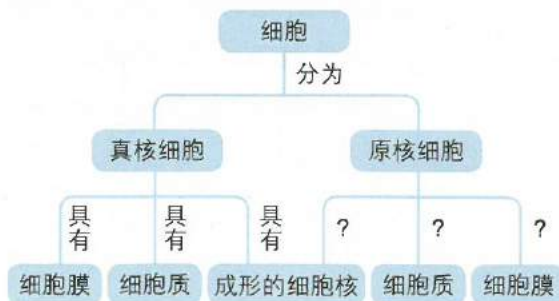 细胞
分为
真核细胞 原核细胞
具有 具有 具有 ? ? ?
细胞膜 细胞质 成形的细胞核 细胞质 细胞膜